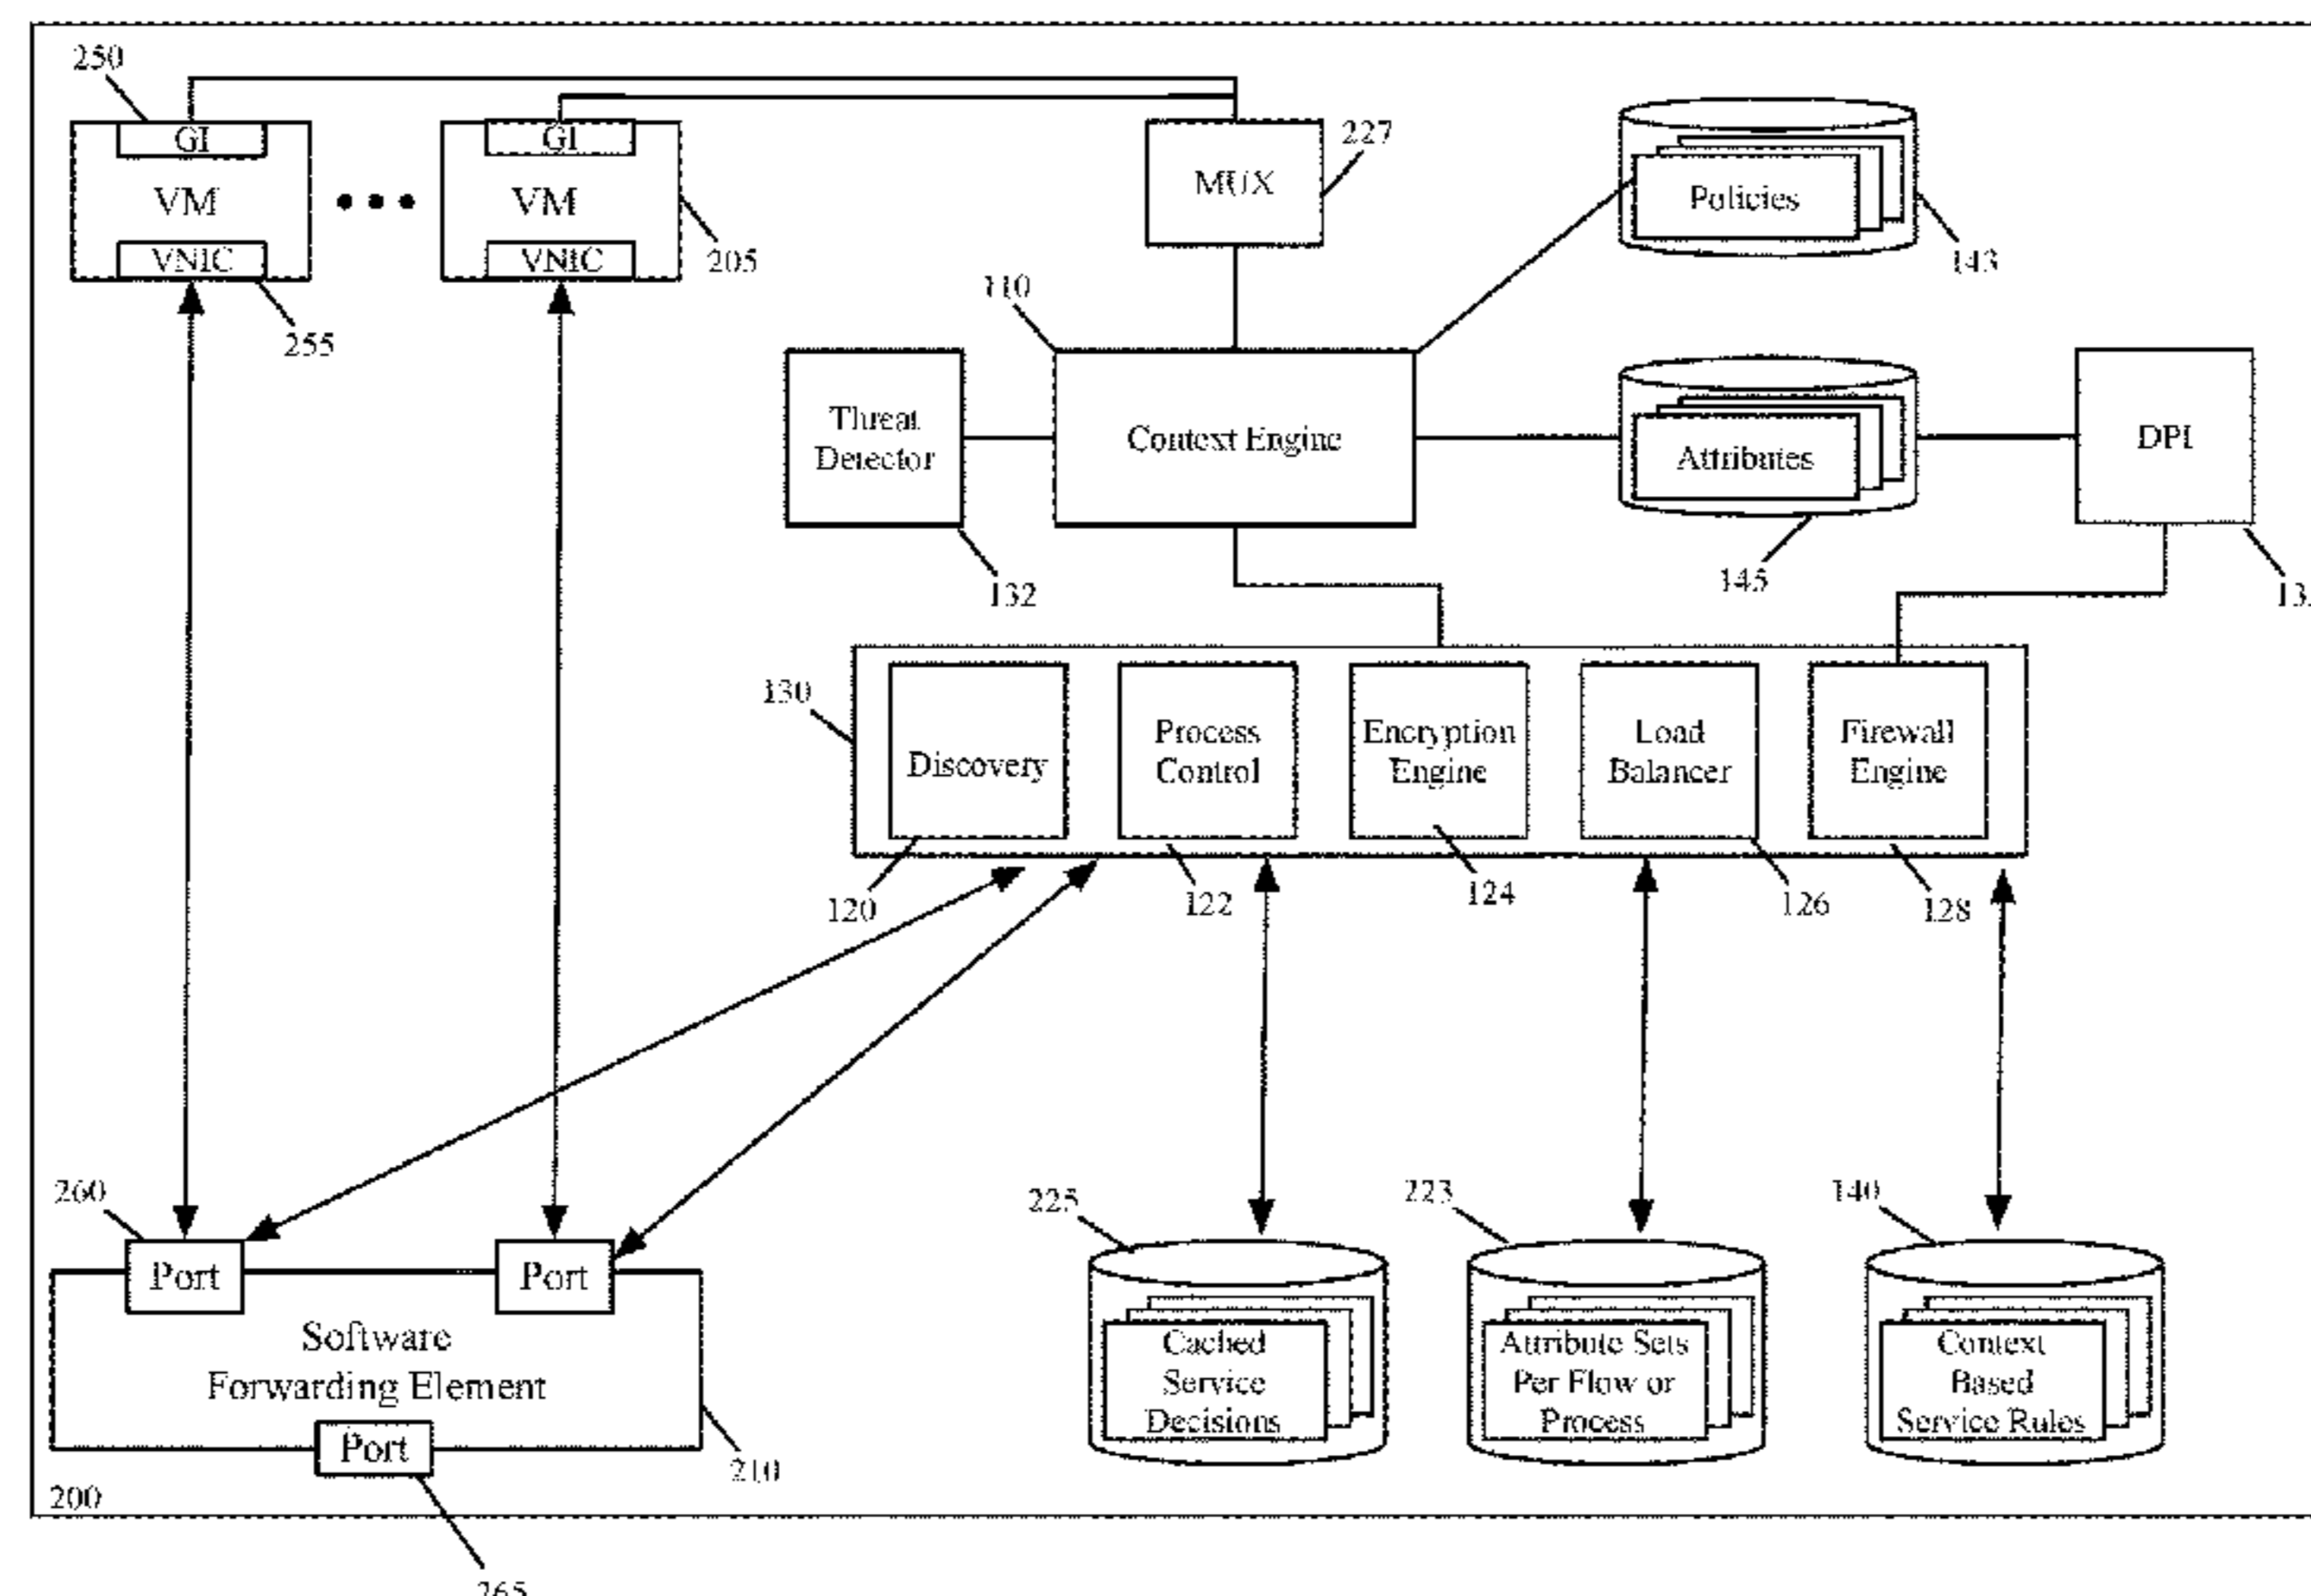 250
GI
GI
VM
VM
VNIC
VNIC
205
255
MUX
227
Policies
143
110
Threat
Detector
132
Context Engine
Attributes
145
DPI
130
Discovery
Process
Control
Encryption
Engine
Load
Balancer
Firewall
Engine
120
122
124
126
128
260
Port
Port
Software
Forwarding Element
Port
210
200
265
225
Cached
Service
Decisions
223
Attribute Sets
Per Flow or
Process
140
Context
Based
Service Rules